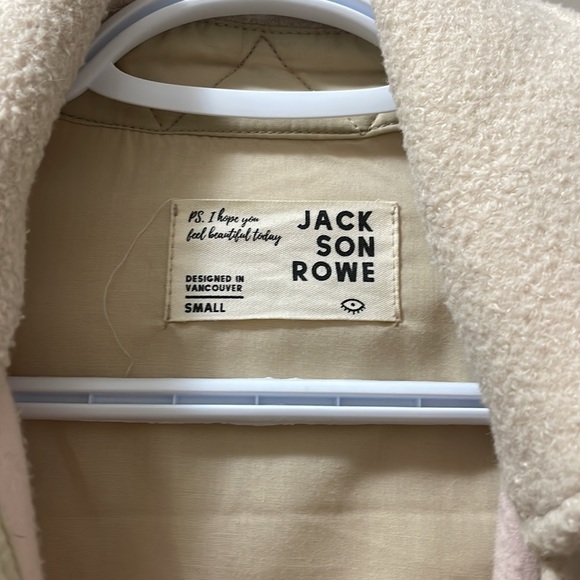 PS. I hope you
feel beautiful today
JACK
SON
ROWE
DESIGNED IN
VANCOUVER
SMALL